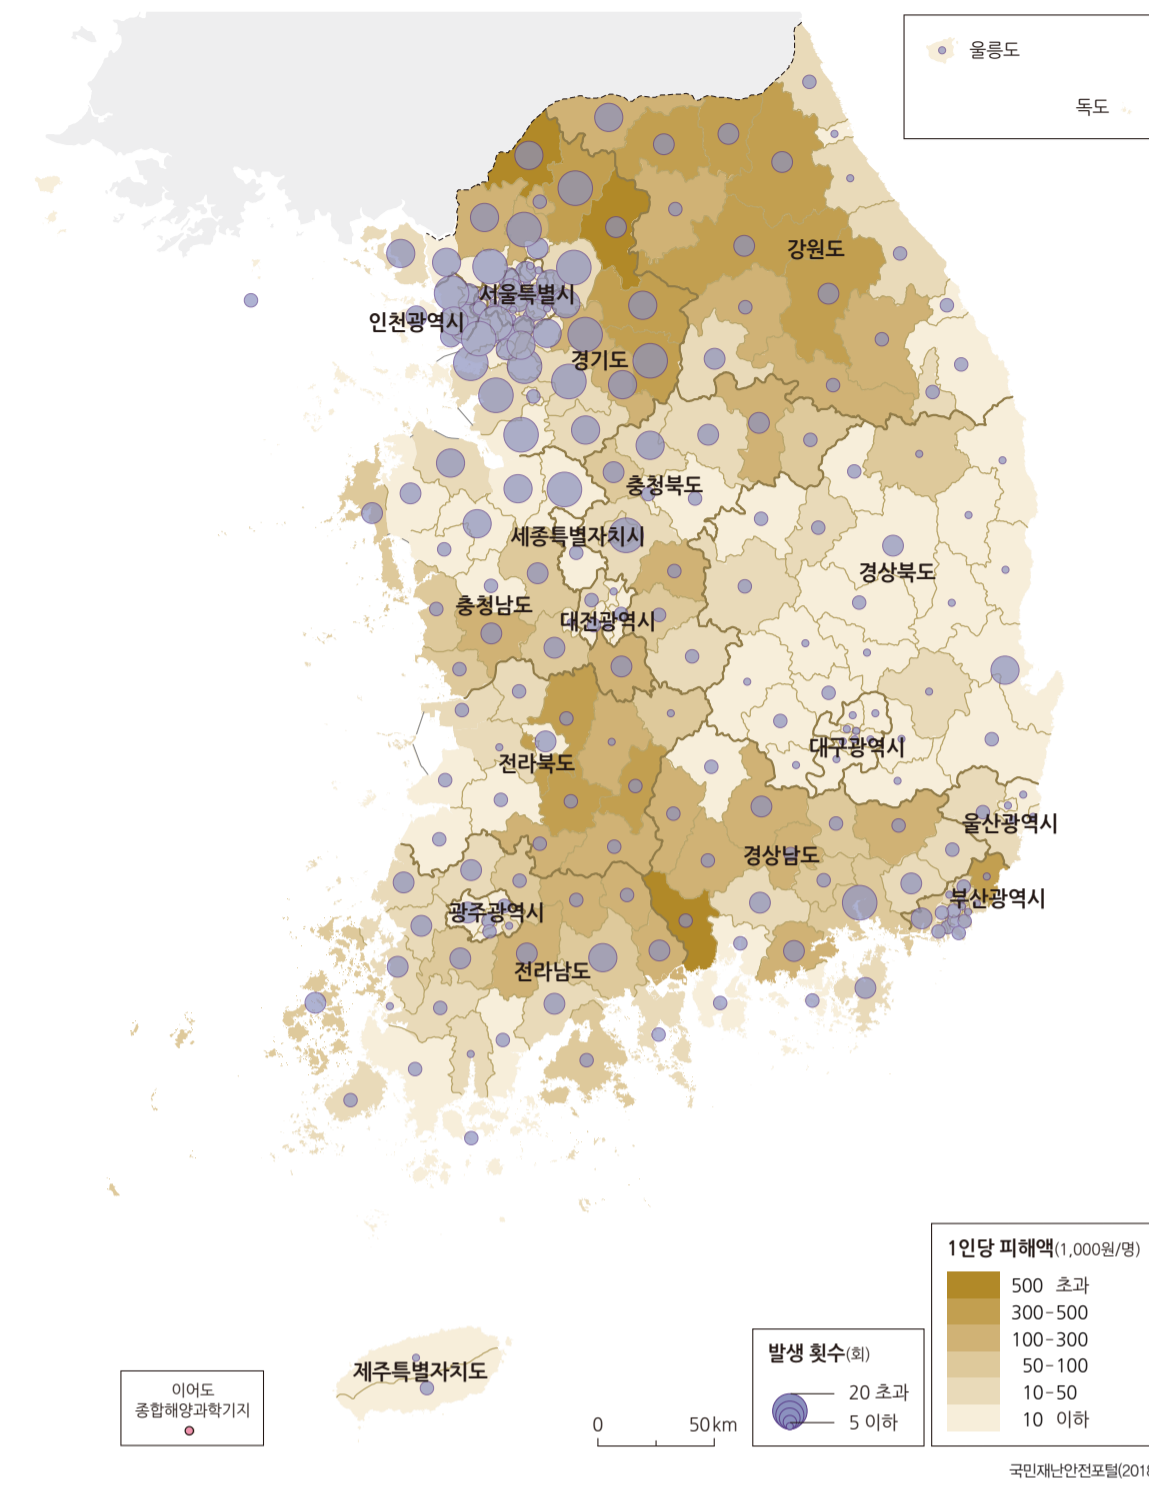 울릉도
독도
강원도
서울특별시
인천광역시
경기도
충청북도
세종특별자치시
경상북도
충청남도
대전광역시
대구광역시
전라북도
울산광역시
경상남도
부산광역시
광주광역시
전라남도
제주특별자치도
이어도
종합해양과학기지
0 50km
발생 횟수(회)
20 초과
5 이하
1인당 피해액(1,000원/명)
500 초과
300-500
100-300
50-100
10-50
10 이하
국민재난안전포털(2018